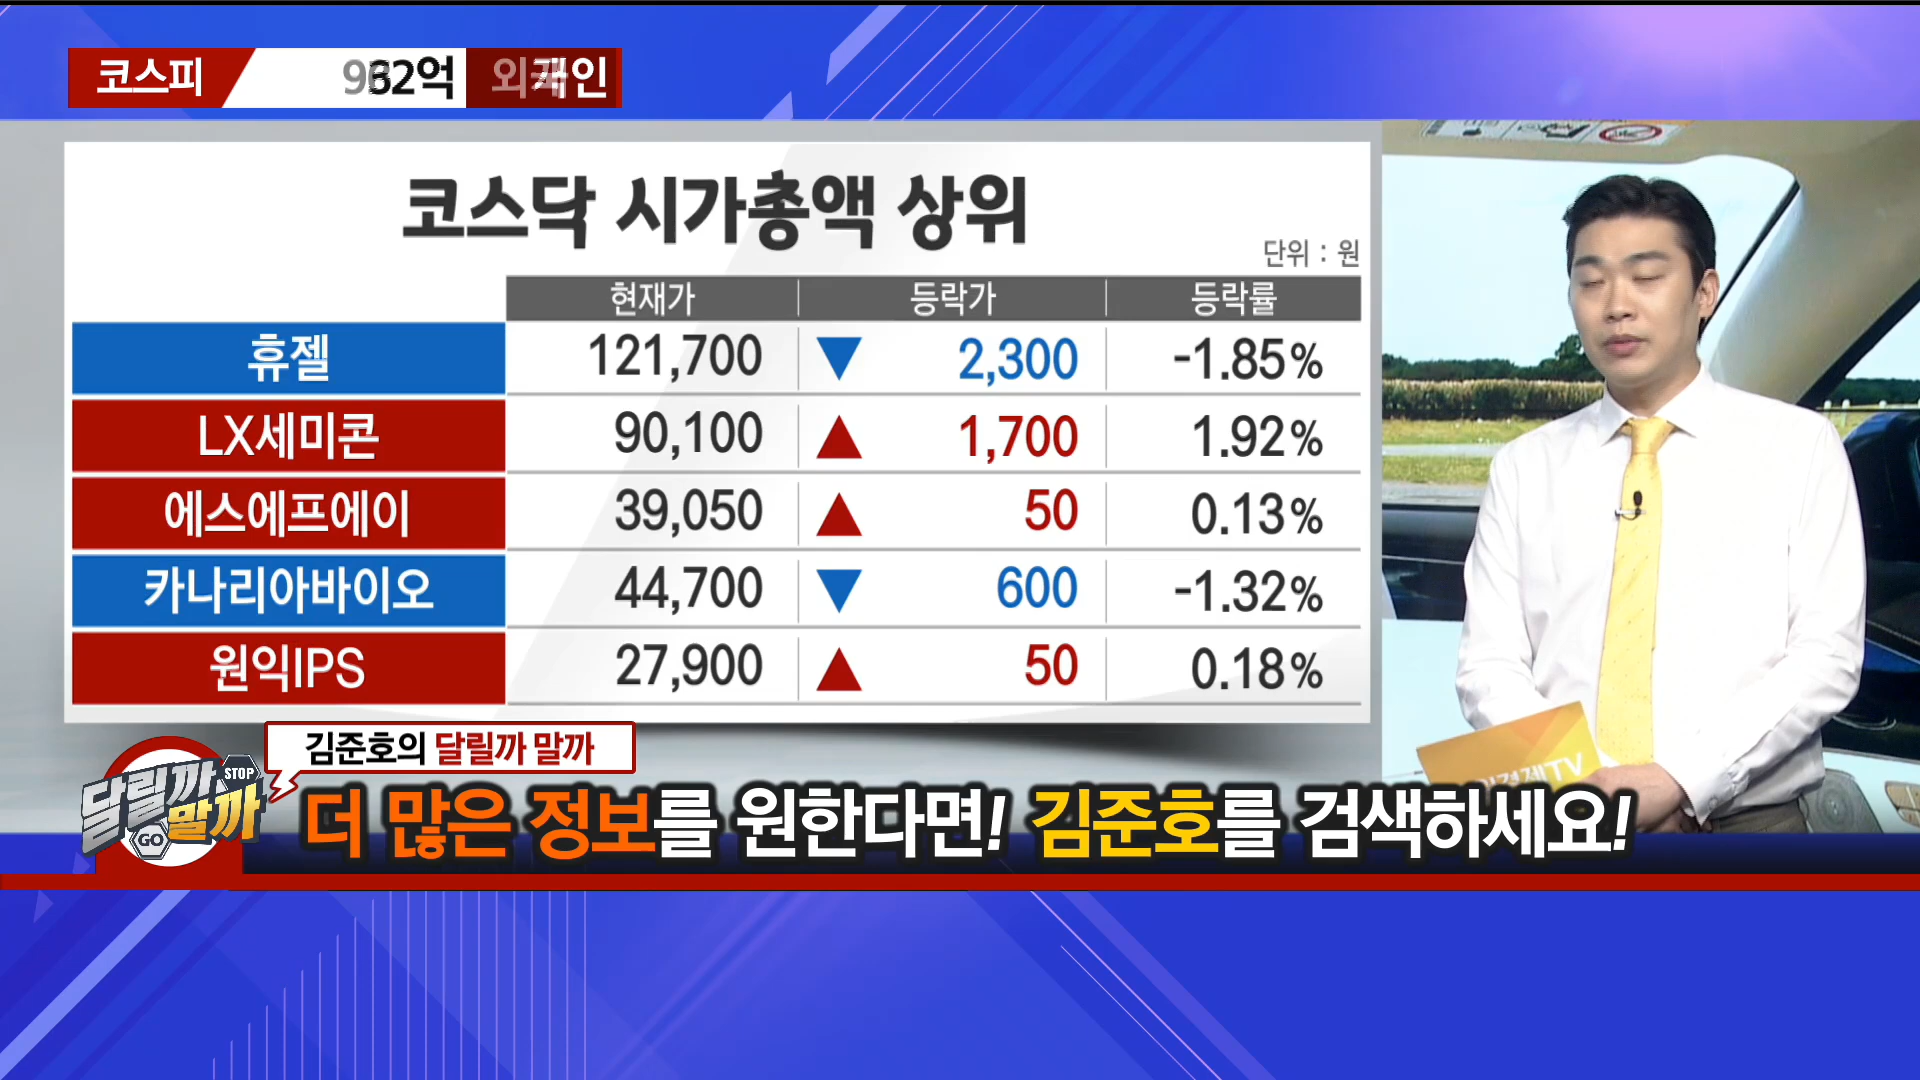 코스피
코스닥 시가총액 상위
단위 : 원
현재가 등락가 등락률
휴젤 121,700 ▼ 2,300 -1.85%
LX세미콘 90,100 ▲ 1,700 1.92%
에스에프에이 39,050 ▲ 50 0.13%
카나리아바이오 44,700 ▼ 600 -1.32%
원익IPS 27,900 ▲ 50 0.18%
김준호의 달릴까 말까
달릴까 STOP
GO 말까
더 많은 정보를 원한다면! 김준호를 검색하세요!